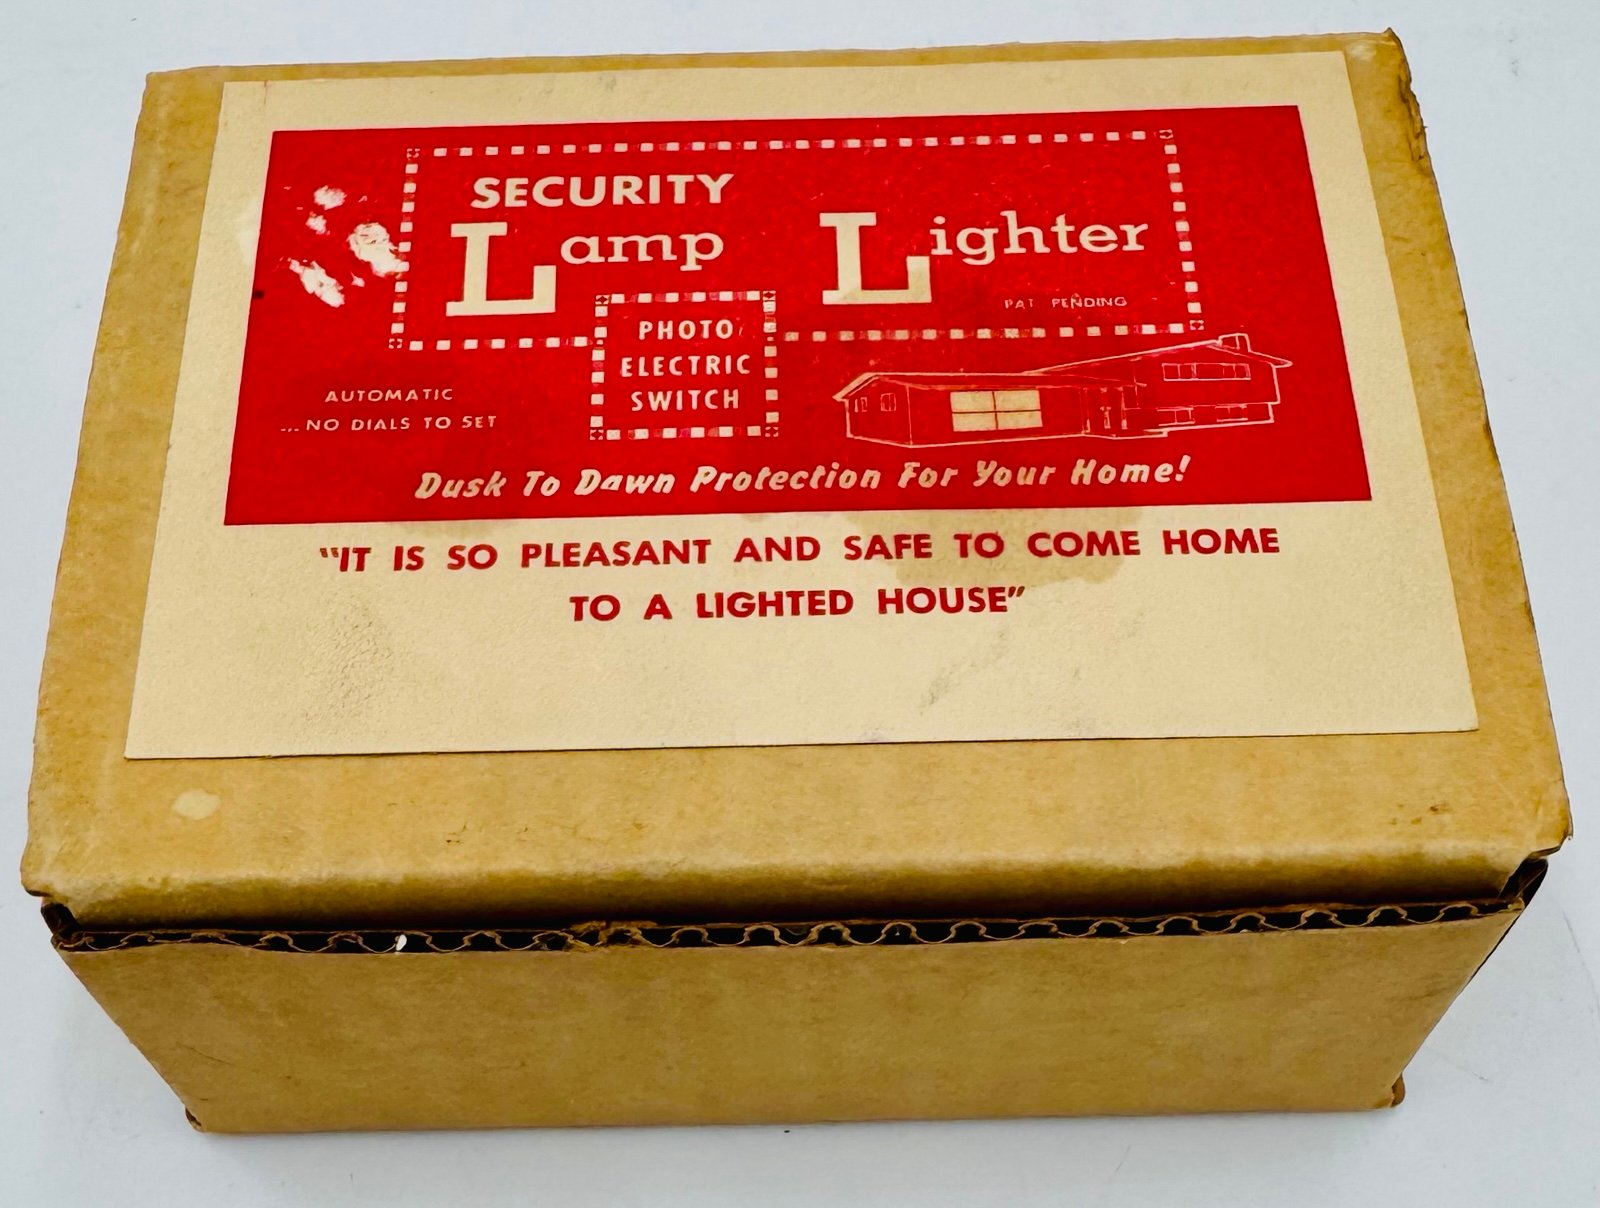 SECURITY
Lamp Lighter
PAT PENDING
PHOTO
ELECTRIC
SWITCH
AUTOMATIC
... NO DIALS TO SET
Dusk To Dawn Protection For Your Home!
"IT IS SO PLEASANT AND SAFE TO COME HOME
TO A LIGHTED HOUSE"